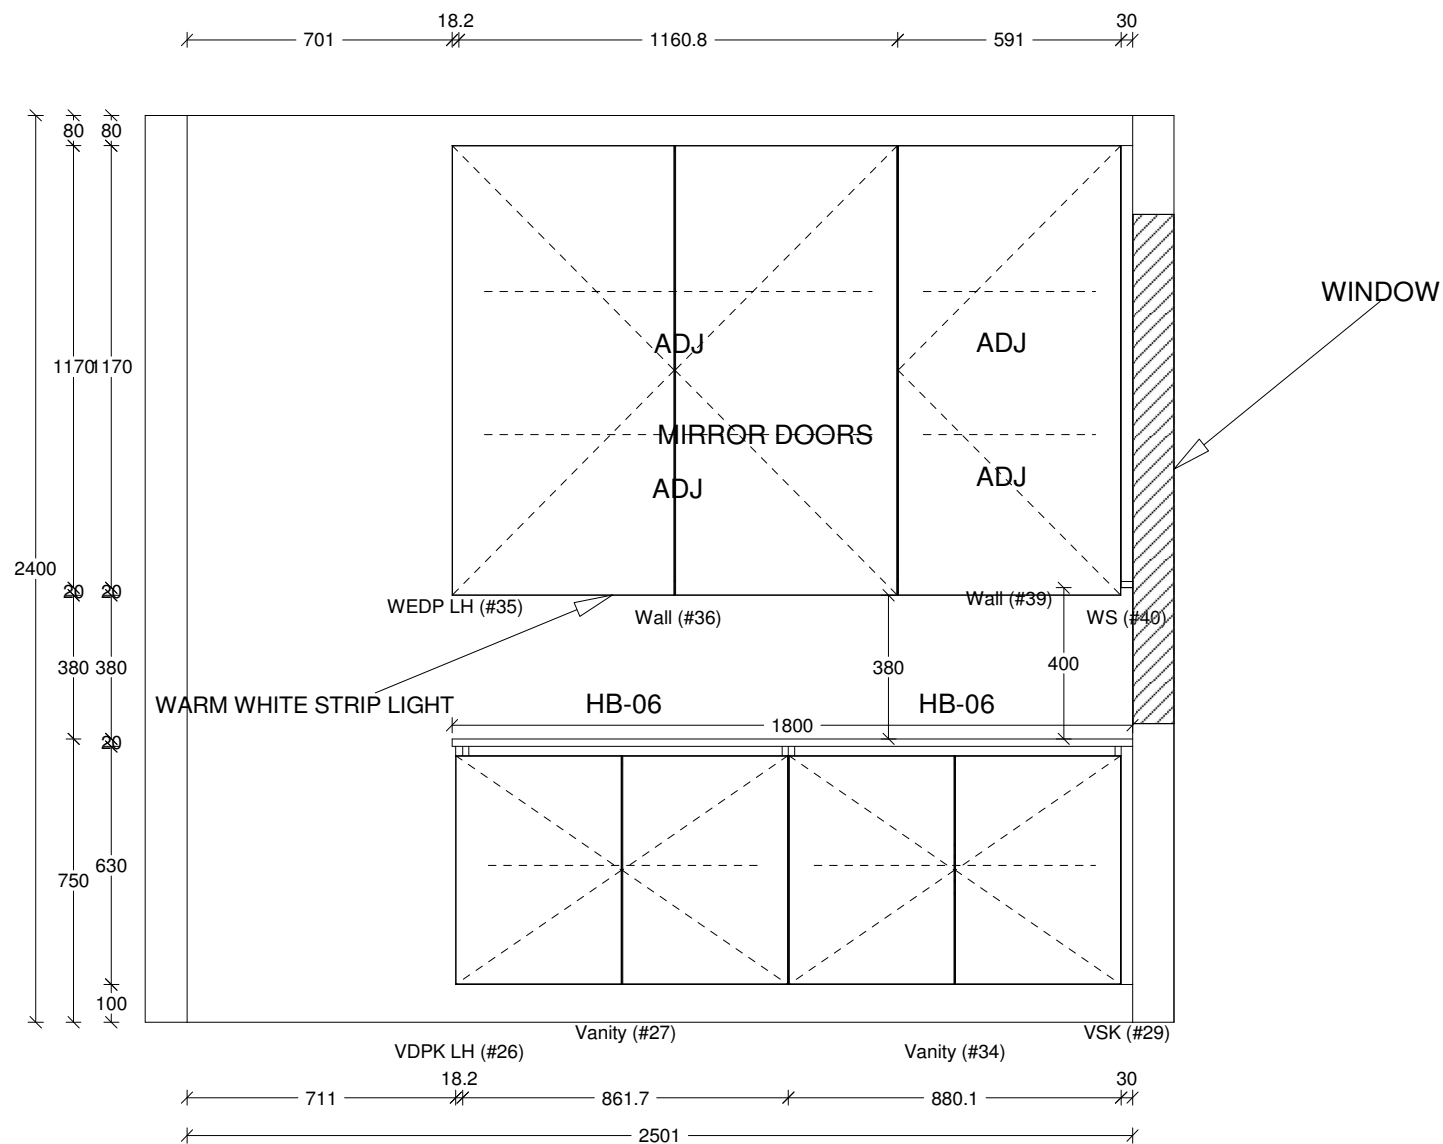 18.2
30
701
1160.8
591
80
80
WINDOW
ADJ
ADJ
1170
1170
MIRROR DOORS
ADJ
ADJ
2400
20
20
WEDP LH (#35)
Wall (#36)
Wall (#39)
WS (#40)
380
380
380
400
WARM WHITE STRIP LIGHT
HB-06
HB-06
1800
20
630
750
100
Vanity (#27)
VSK (#29)
VDPK LH (#26)
Vanity (#34)
18.2
30
711
861.7
880.1
2501